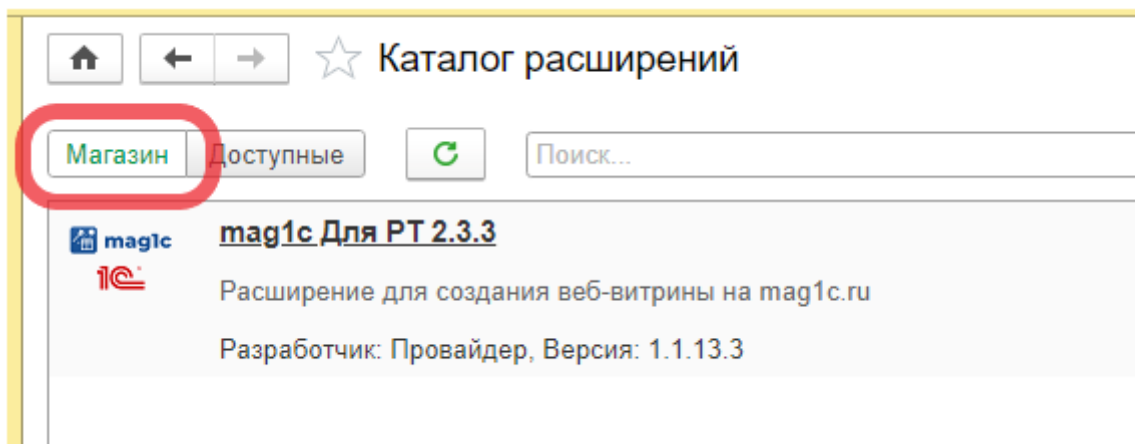 Каталог расширений
Магазин Доступные Поиск...
mag1c mag1c Для РТ 2.3.3
1С
Расширение для создания веб-витрины на mag1c.ru
Разработчик: Провайдер, Версия: 1.1.13.3